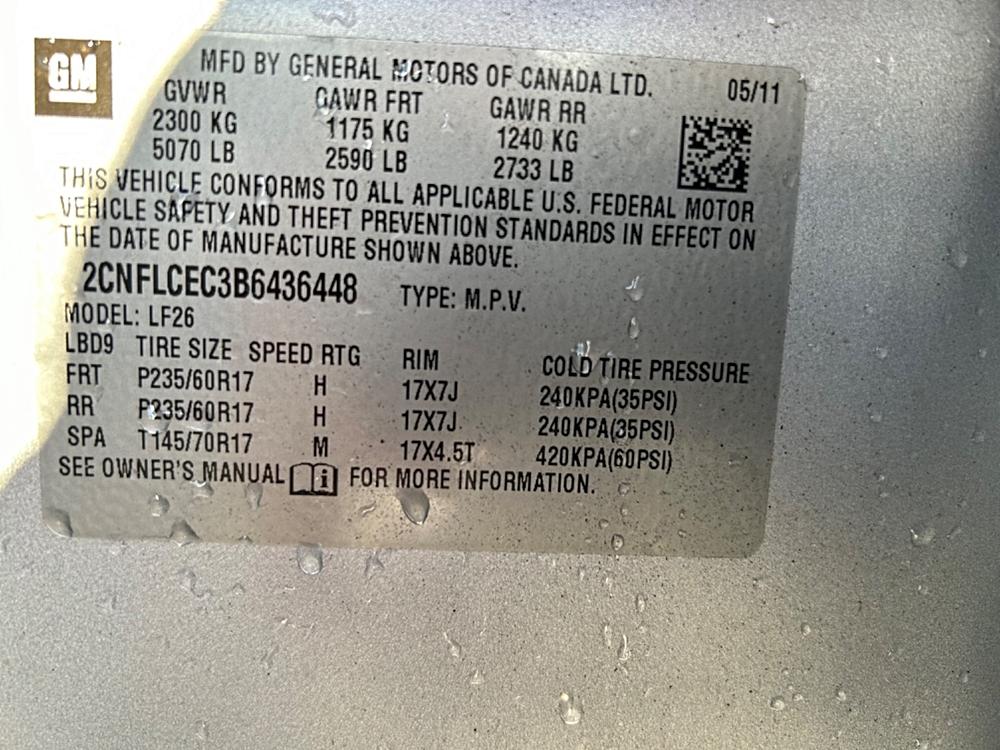 GM
MFD BY GENERAL MOTORS OF CANADA LTD. 05/11
GVWR GAWR FRT GAWR RR
2300 KG 1175 KG 1240 KG
5070 LB 2590 LB 2733 LB
THIS VEHICLE CONFORMS TO ALL APPLICABLE U.S. FEDERAL MOTOR
VEHICLE SAFETY AND THEFT PREVENTION STANDARDS IN EFFECT ON
THE DATE OF MANUFACTURE SHOWN ABOVE.
2CNFLCEC3B6436448 TYPE: M.P.V.
MODEL: LF26
LBD9 TIRE SIZE SPEED RTG RIM COLD TIRE PRESSURE
FRT P235/60R17 H 17X7J 240KPA(35PSI)
RR P235/60R17 H 17X7J 240KPA(35PSI)
SPA T145/70R17 M 17X4.5T 420KPA(60PSI)
SEE OWNER'S MANUAL i FOR MORE INFORMATION.